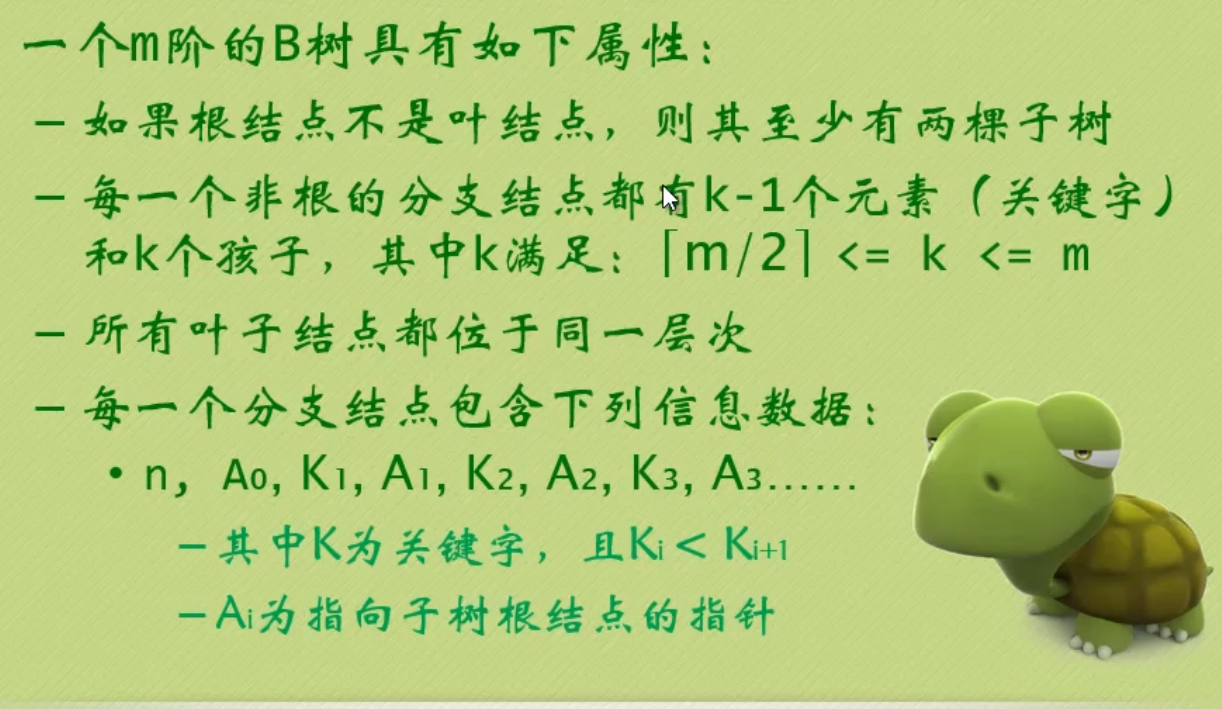 一个m阶的B树具有如下属性：
– 如果根结点不是叶结点，则其至少有两棵子树
– 每一个非根的分支结点都有k-1个元素（关键字）
和k个孩子，其中k满足：⌈m/2⌉ <= k <= m
– 所有叶子结点都位于同一层次
– 每一个分支结点包含下列信息数据：
• n，A0, K1, A1, K2, A2, K3, A3……
– 其中K为关键字，且Ki < Ki+1
– Ai为指向子树根结点的指针